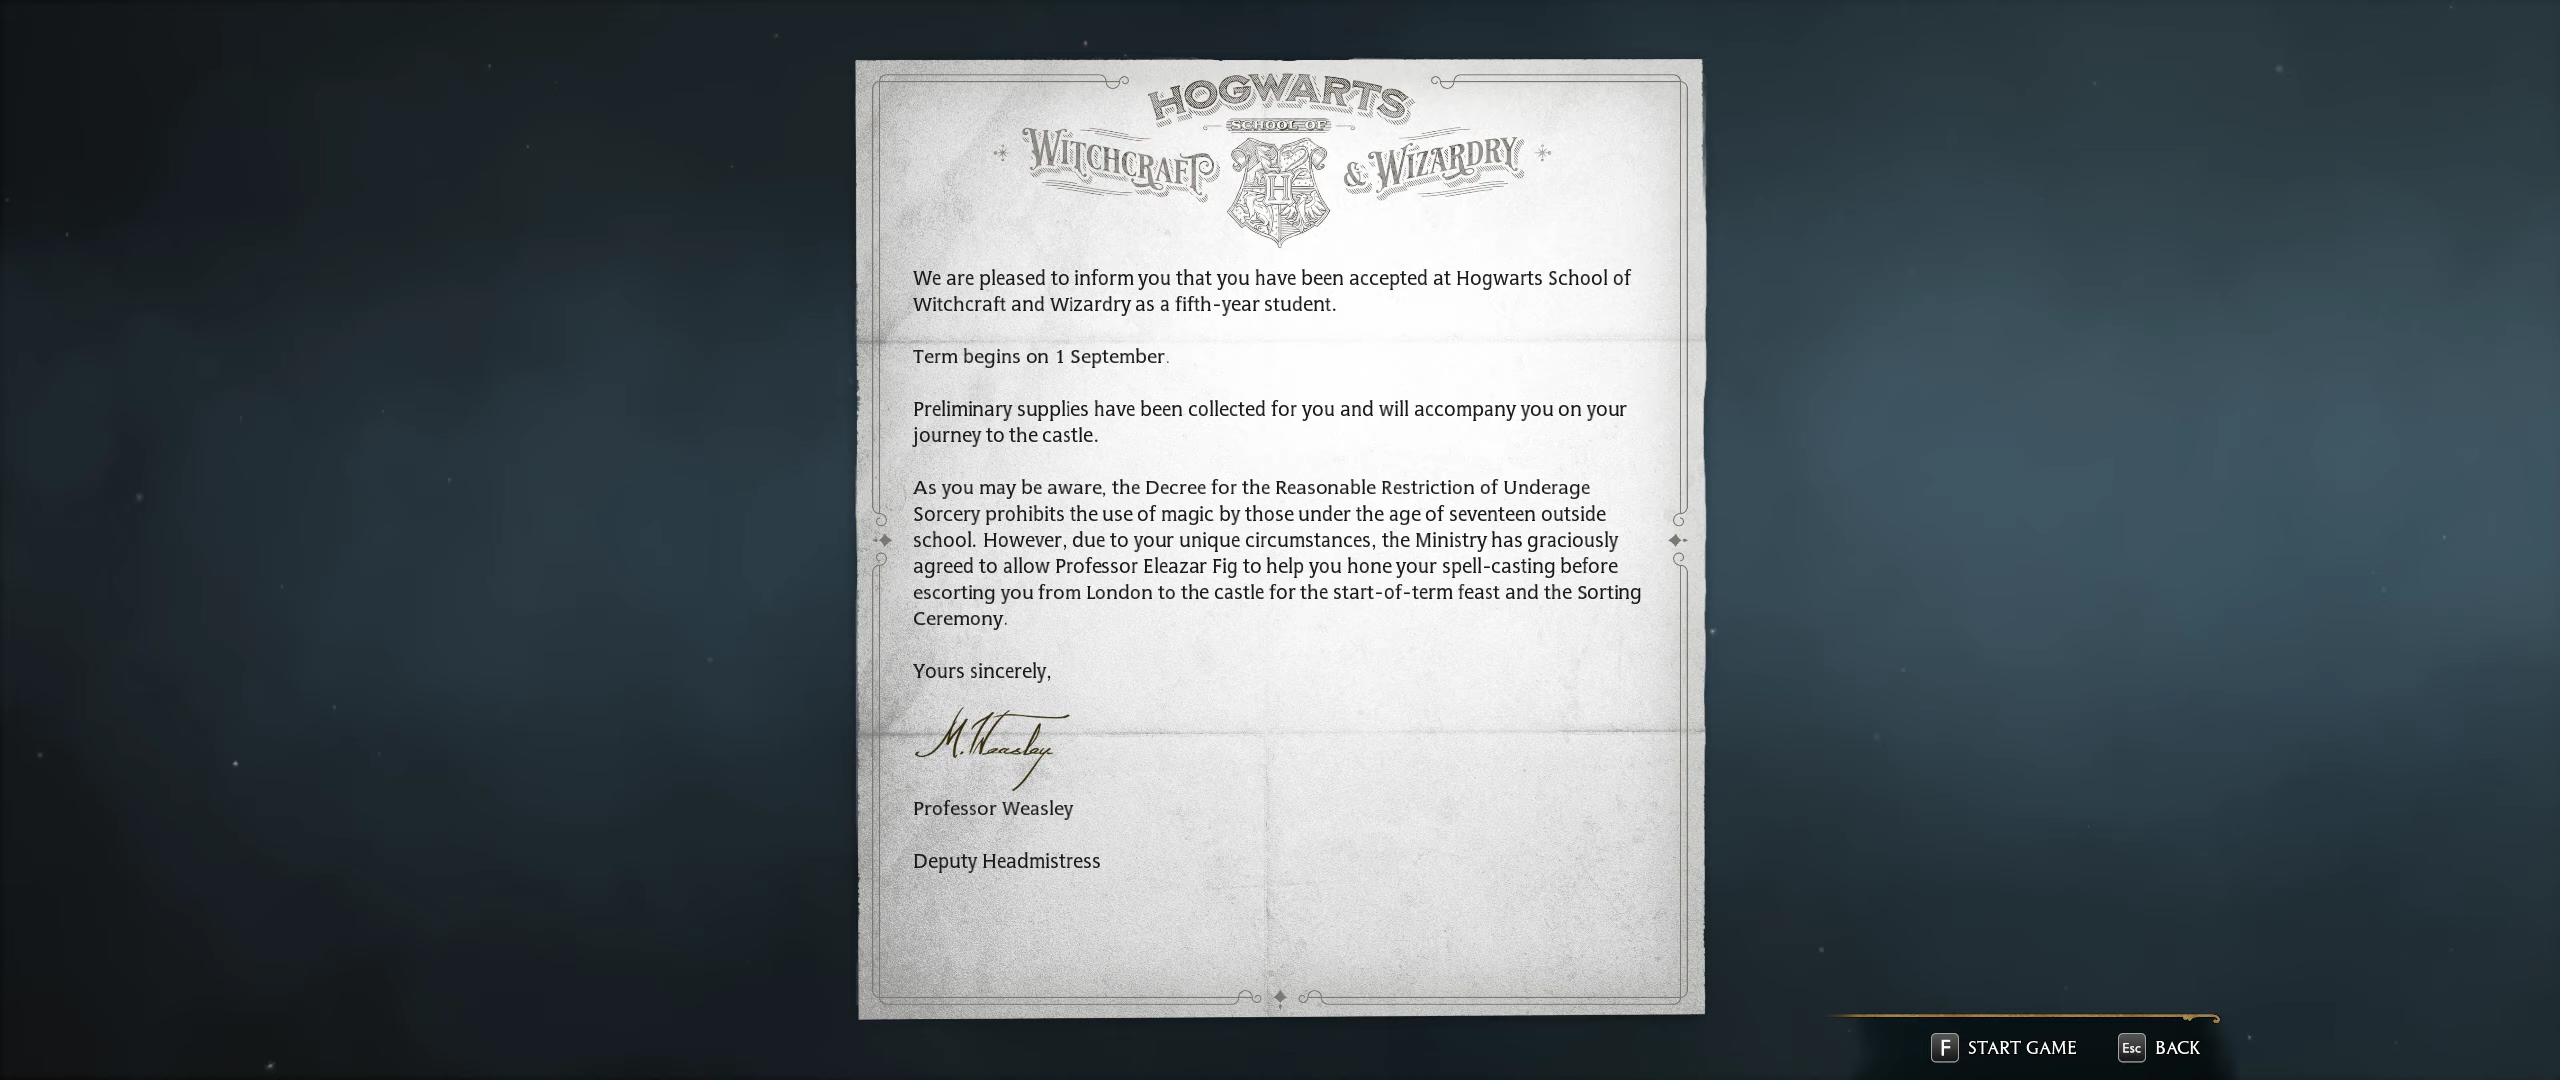 HOGWARTS
SCHOOL OF
WITCHCRAFT & WIZARDRY
H
We are pleased to inform you that you have been accepted at Hogwarts School of
Witchcraft and Wizardry as a fifth-year student.
Term begins on 1 September.
Preliminary supplies have been collected for you and will accompany you on your
journey to the castle.
As you may be aware, the Decree for the Reasonable Restriction of Underage
Sorcery prohibits the use of magic by those under the age of seventeen outside
school. However, due to your unique circumstances, the Ministry has graciously
agreed to allow Professor Eleazar Fig to help you hone your spell-casting before
escorting you from London to the castle for the start-of-term feast and the Sorting
Ceremony.
Yours sincerely,
M. Weasley
Professor Weasley
Deputy Headmistress
F START GAME Esc BACK